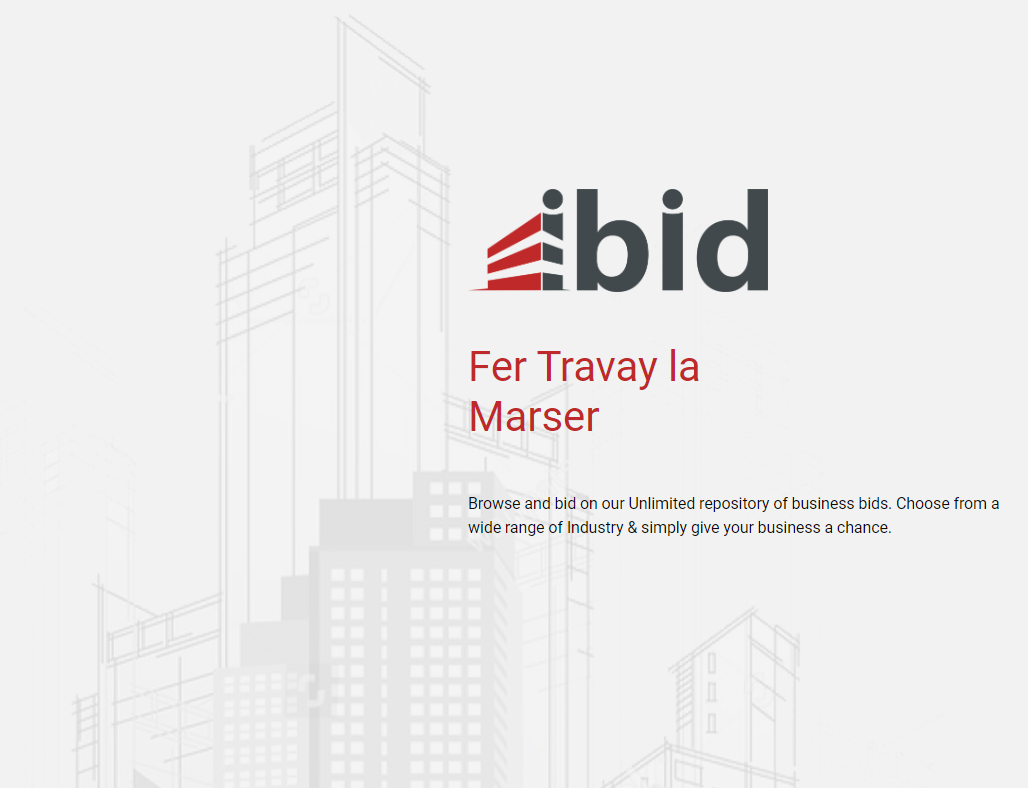 ibid
Fer Travay la
Marser
Browse and bid on our Unlimited repository of business bids. Choose from a
wide range of Industry & simply give your business a chance.